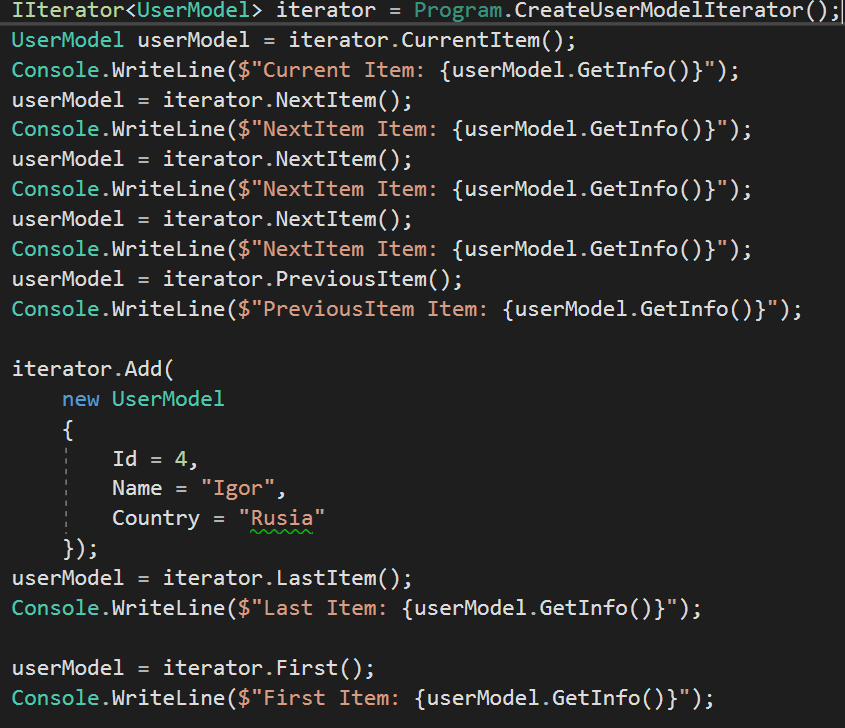 IIterator<UserModel> iterator = Program.CreateUserModelIterator();
UserModel userModel = iterator.CurrentItem();
Console.WriteLine($"Current Item: {userModel.GetInfo()}");
userModel = iterator.NextItem();
Console.WriteLine($"NextItem Item: {userModel.GetInfo()}");
userModel = iterator.NextItem();
Console.WriteLine($"NextItem Item: {userModel.GetInfo()}");
userModel = iterator.NextItem();
Console.WriteLine($"NextItem Item: {userModel.GetInfo()}");
userModel = iterator.PreviousItem();
Console.WriteLine($"PreviousItem Item: {userModel.GetInfo()}");

iterator.Add(
    new UserModel
    {
        Id = 4,
        Name = "Igor",
        Country = "Rusia"
    });
userModel = iterator.LastItem();
Console.WriteLine($"Last Item: {userModel.GetInfo()}");

userModel = iterator.First();
Console.WriteLine($"First Item: {userModel.GetInfo()}");